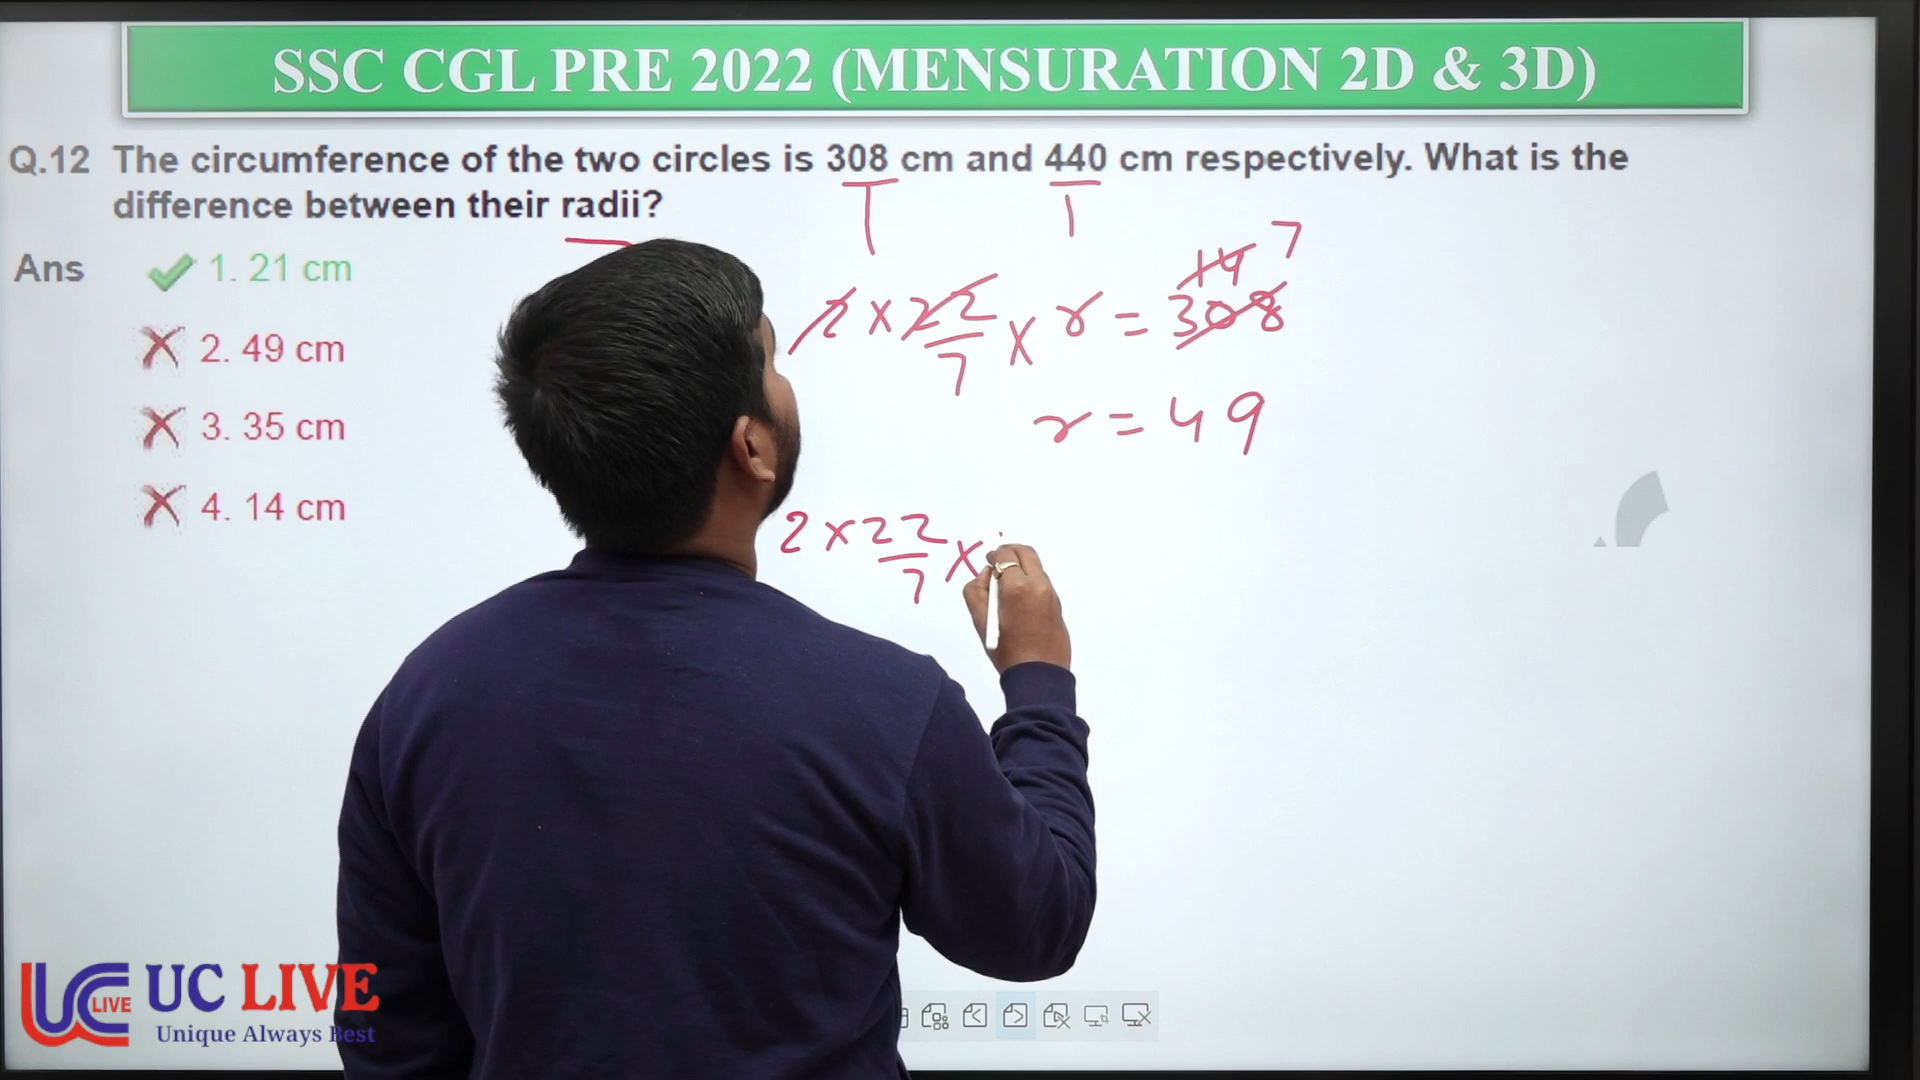 SSC CGL PRE 2022 (MENSURATION 2D & 3D)
Q.12 The circumference of the two circles is 308 cm and 440 cm respectively. What is the
difference between their radii?
Ans 1. 21 cm
2. 49 cm
3. 35 cm
4. 14 cm
14 7
2 × 22/7 × r = 308
r = 49
2 × 22/7 ×
UC LIVE
LIVE
Unique Always Best